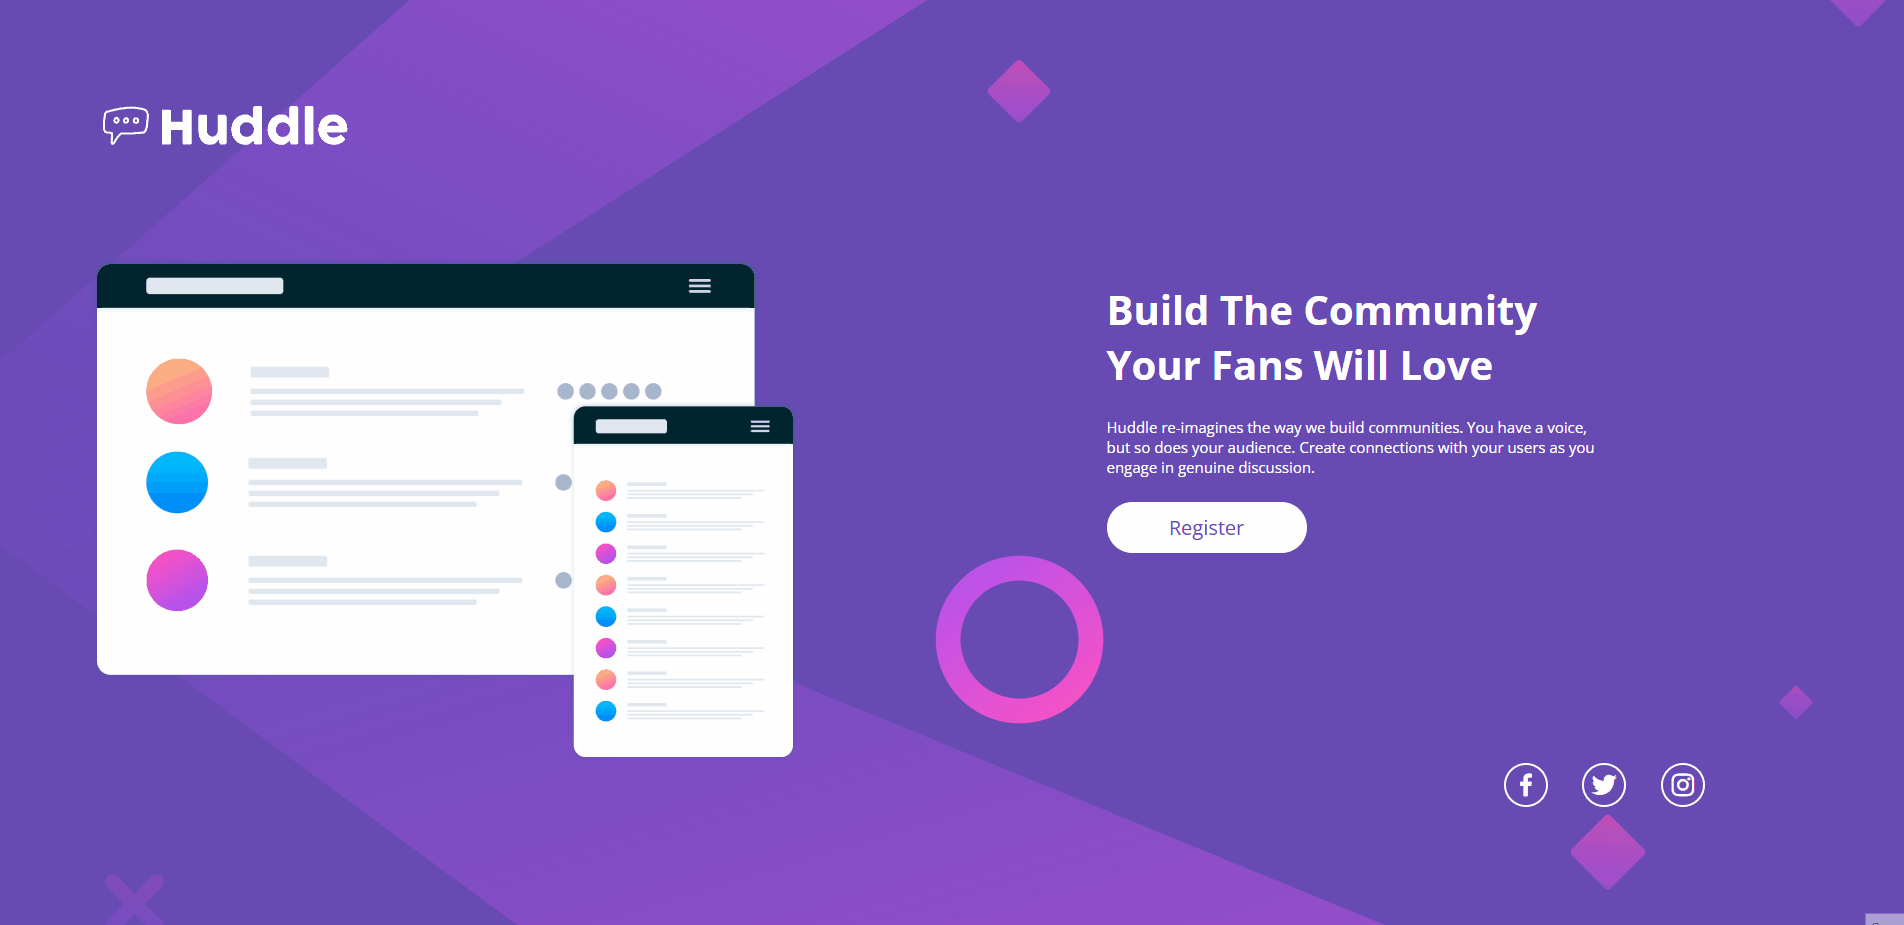 Huddle
Build The Community
Your Fans Will Love
Huddle re-imagines the way we build communities. You have a voice,
but so does your audience. Create connections with your users as you
engage in genuine discussion.
Register